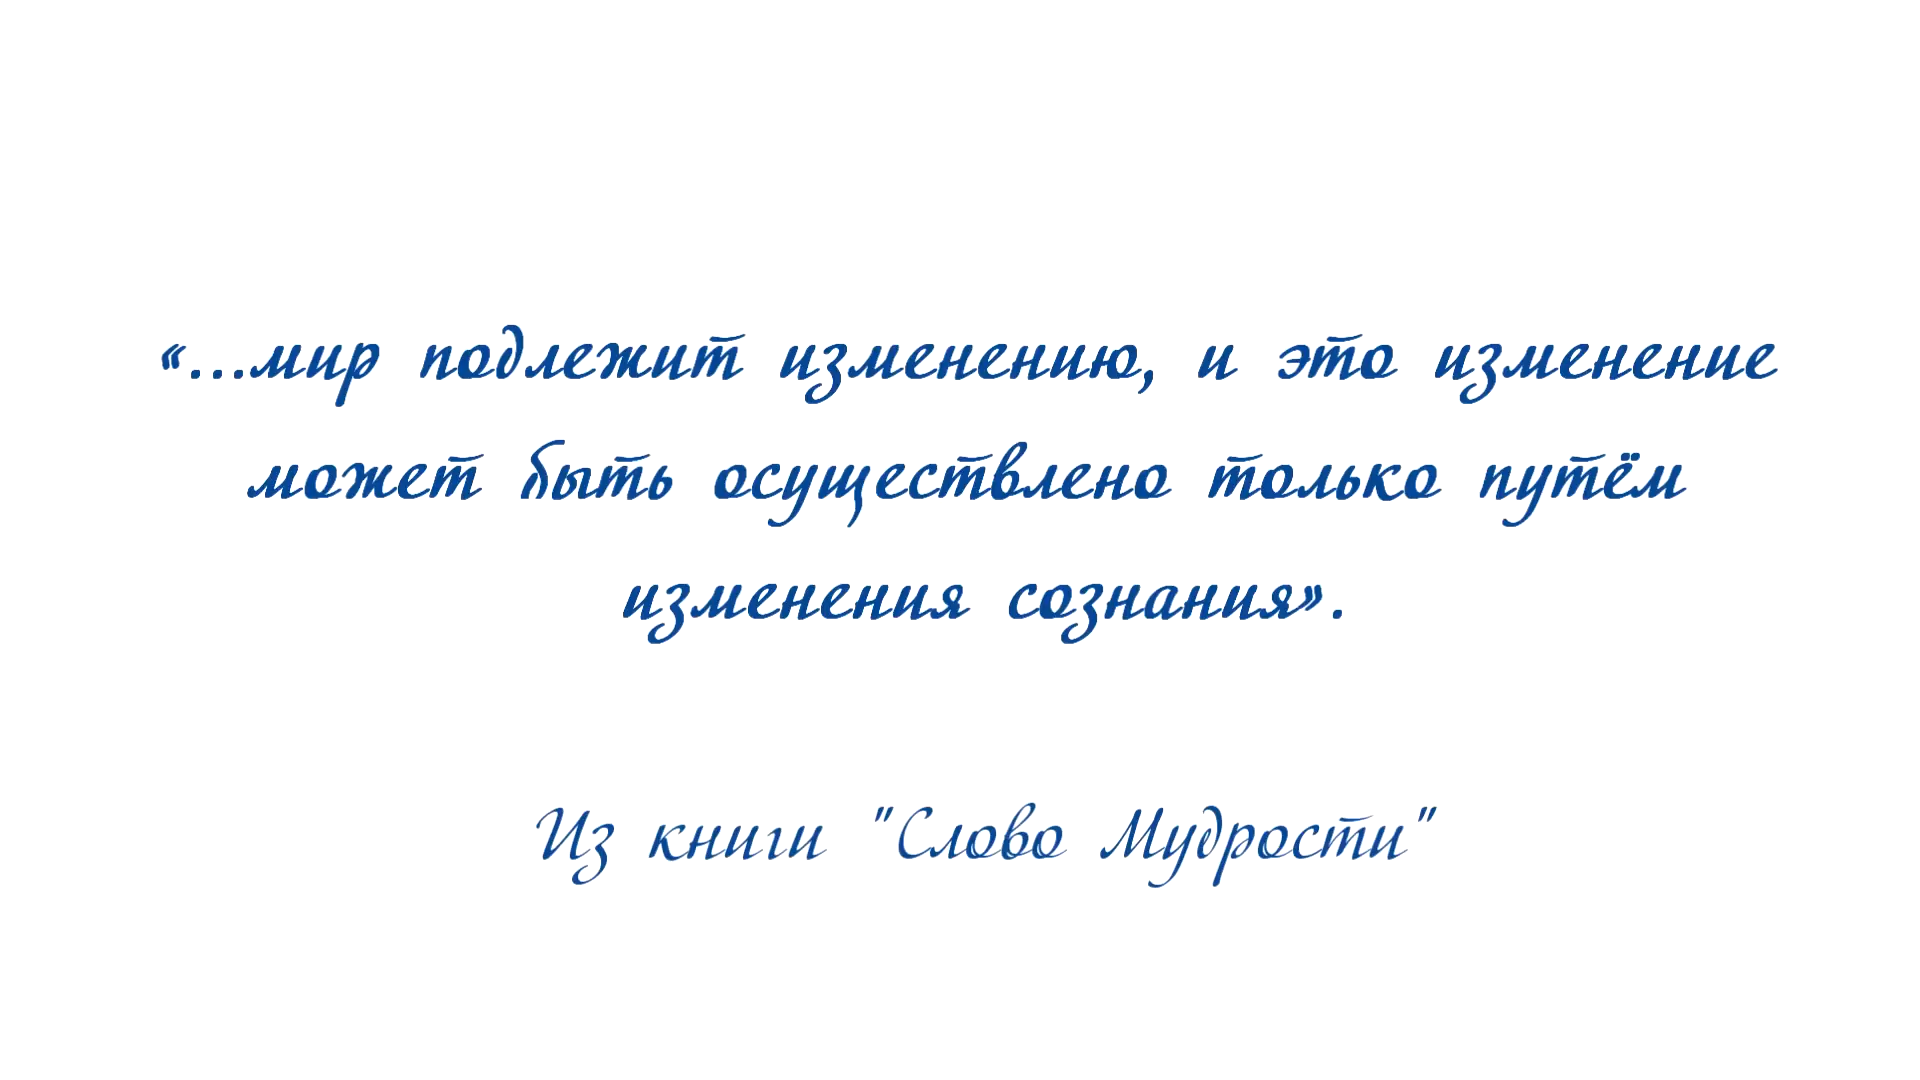 «...мир подлежит изменению, и это изменение
может быть осуществлено только путём
изменения сознания».
Из книги "Слово Мудрости"